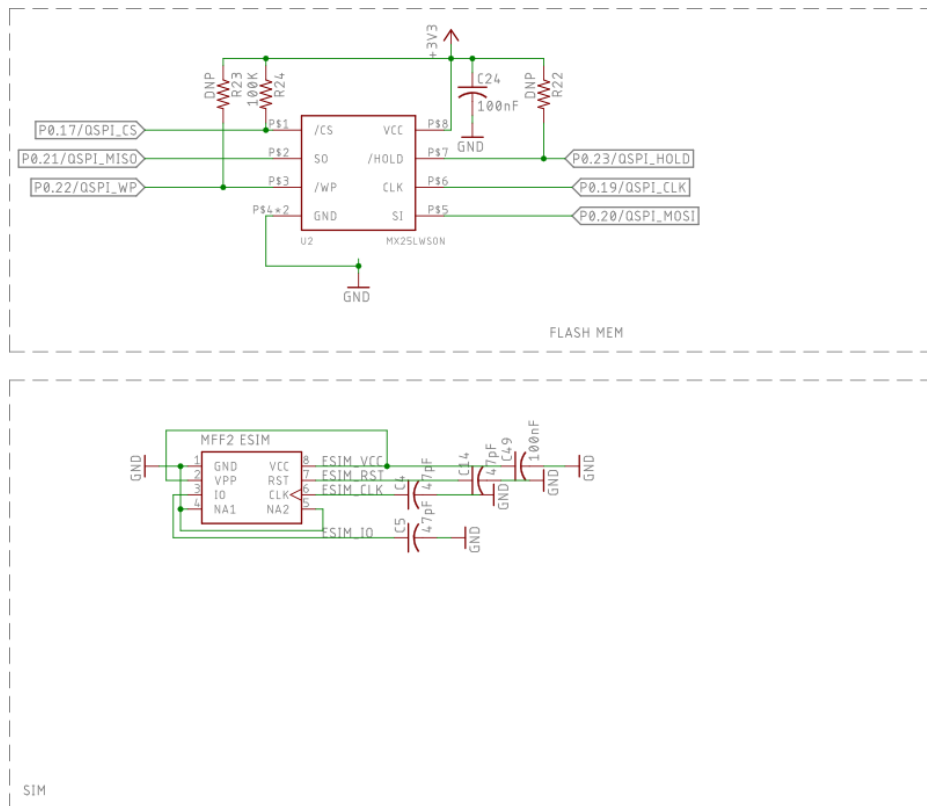 +3V3
DNP
R23
100K
R24
C24
100nF
DNP
R22
GND
P0.17/QSPI_CS
P$1
/CS
VCC
P$8
P0.21/QSPI_MISO
P$2
SO
/HOLD
P$7
P0.23/QSPI_HOLD
P0.22/QSPI_WP
P$3
/WP
CLK
P$6
P0.19/QSPI_CLK
P$4*2
GND
SI
P$5
P0.20/QSPI_MOSI
U2
MX25LWSON
GND
FLASH MEM
MFF2 ESIM
GND
1
GND
VCC
8
ESIM_VCC
C49
100nF
GND
2
VPP
RST
7
ESIM_RST
C14
47pF
GND
3
IO
CLK
6
ESIM_CLK
C4
47pF
GND
4
NA1
NA2
5
ESIM_IO
C5
47pF
GND
SIM